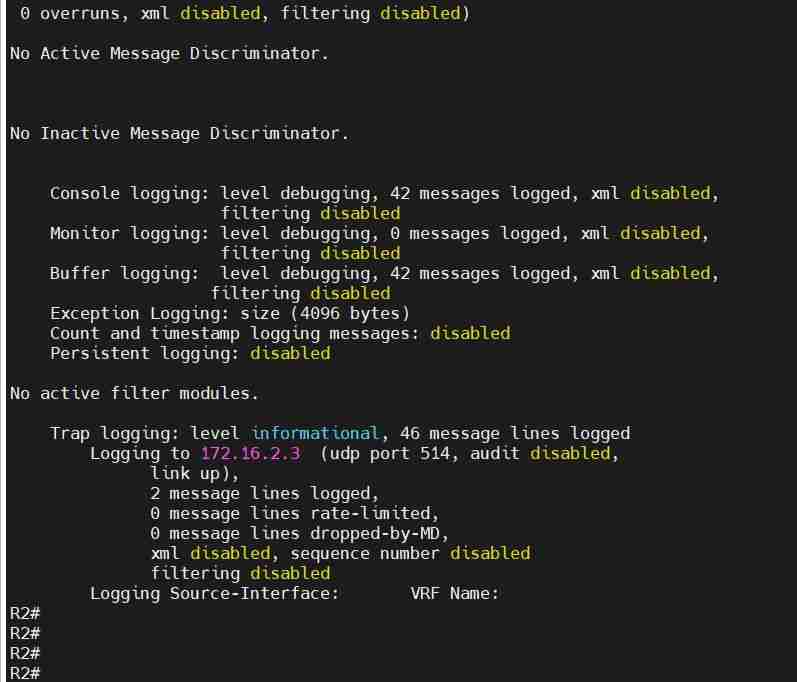 0 overruns, xml disabled, filtering disabled)
No Active Message Discriminator.
No Inactive Message Discriminator.
Console logging: level debugging, 42 messages logged, xml disabled,
filtering disabled
Monitor logging: level debugging, 0 messages logged, xml disabled,
filtering disabled
Buffer logging:  level debugging, 42 messages logged, xml disabled,
filtering disabled
Exception Logging: size (4096 bytes)
Count and timestamp logging messages: disabled
Persistent logging: disabled
No active filter modules.
Trap logging: level informational, 46 message lines logged
Logging to 172.16.2.3  (udp port 514, audit disabled,
link up),
2 message lines logged,
0 message lines rate-limited,
0 message lines dropped-by-MD,
xml disabled, sequence number disabled
filtering disabled
Logging Source-Interface:       VRF Name:
R2#
R2#
R2#
R2#